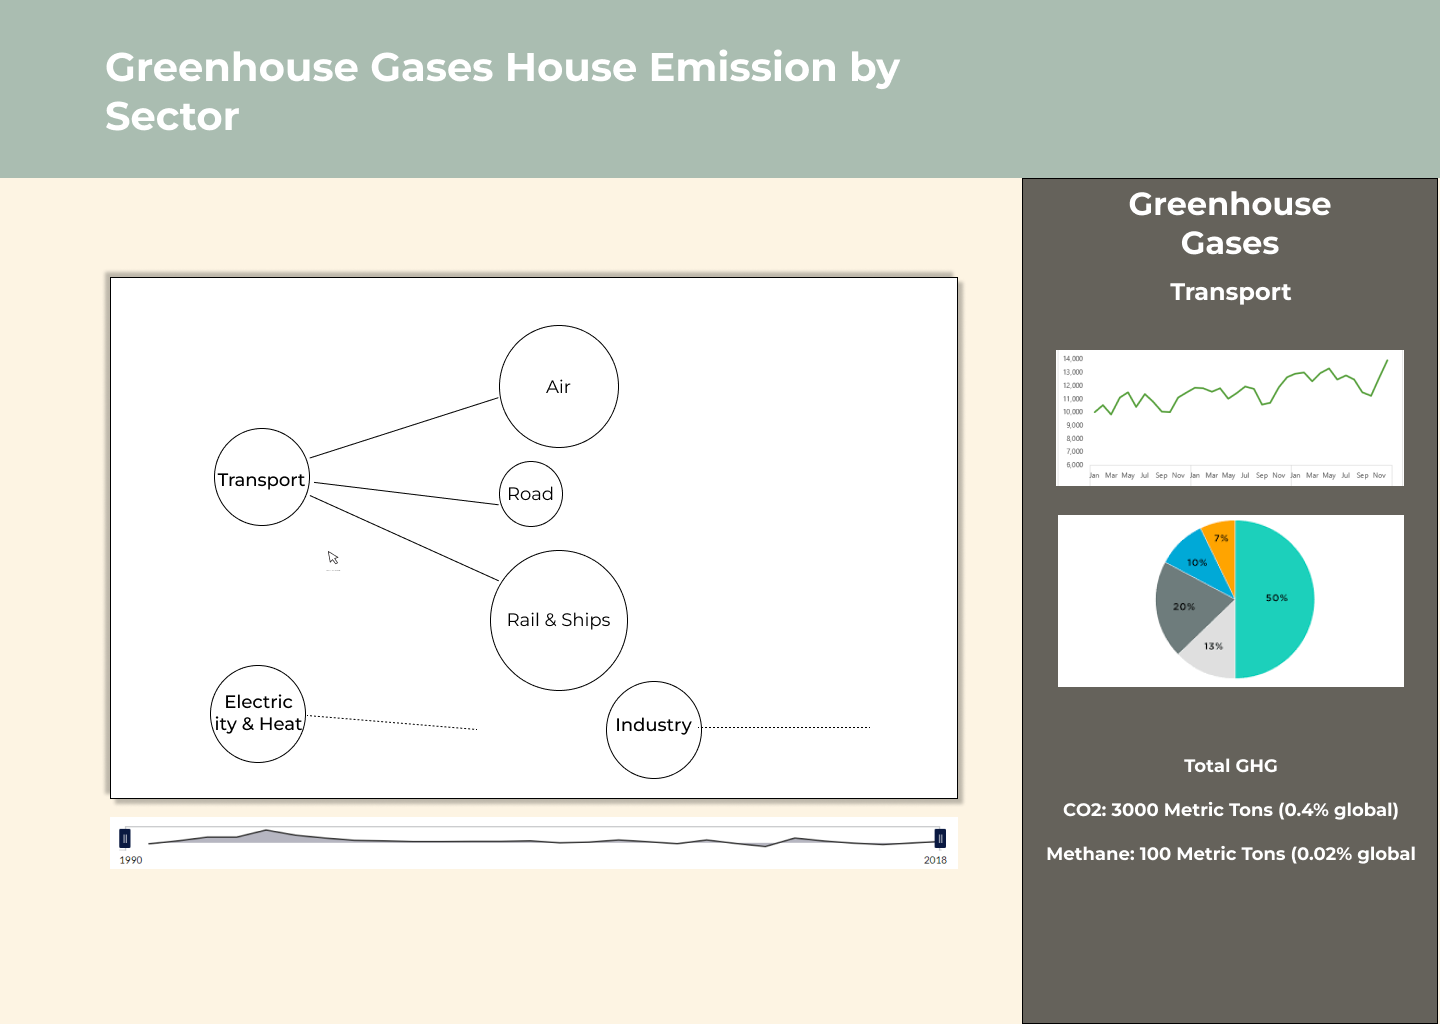 Greenhouse Gases House Emission by
Sector
Greenhouse
Gases
Transport
Air
Transport
Road
Rail & Ships
Electric
ity & Heat
Industry
1990
2018
14,000
13,000
12,000
11,000
10,000
9,000
8,000
7,000
6,000
Jan Mar May Jul Sep Nov Jan Mar May Jul Sep Nov Jan Mar May Jul Sep Nov
7%
10%
50%
20%
13%
Total GHG
CO2: 3000 Metric Tons (0.4% global)
Methane: 100 Metric Tons (0.02% global